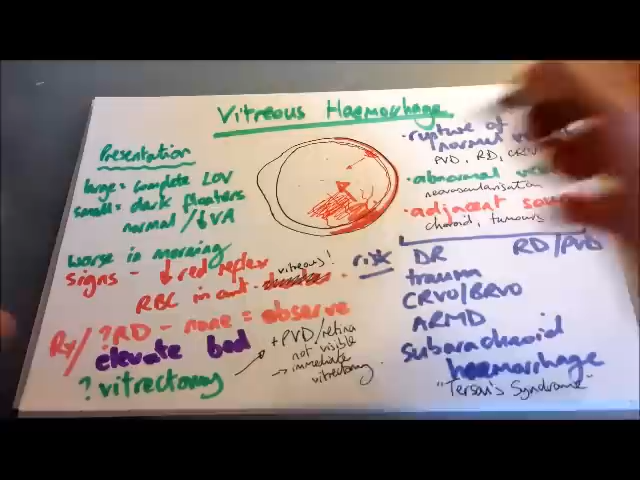 Vitreous Haemorrhage
Presentation
large = complete LOV
small = dark floaters
normal / ↓ VA
worse in morning
signs - ↓ red reflex
RBC in ant.
vitreous!
Rx/ ?RD - none = observe
elevate bed
? vitrectomy
+ PVD/retina
not visible
→ immediate
vitrectomy.
• rupture of
normal
PVD, RD,
• abnormal
neovascularisation
• adjacent
choroid, tumours
risk
DR
RD/PVD
trauma
CRVO/BRVO
ARMD
subarachnoid
haemorrhage
"Terson's Syndrome"